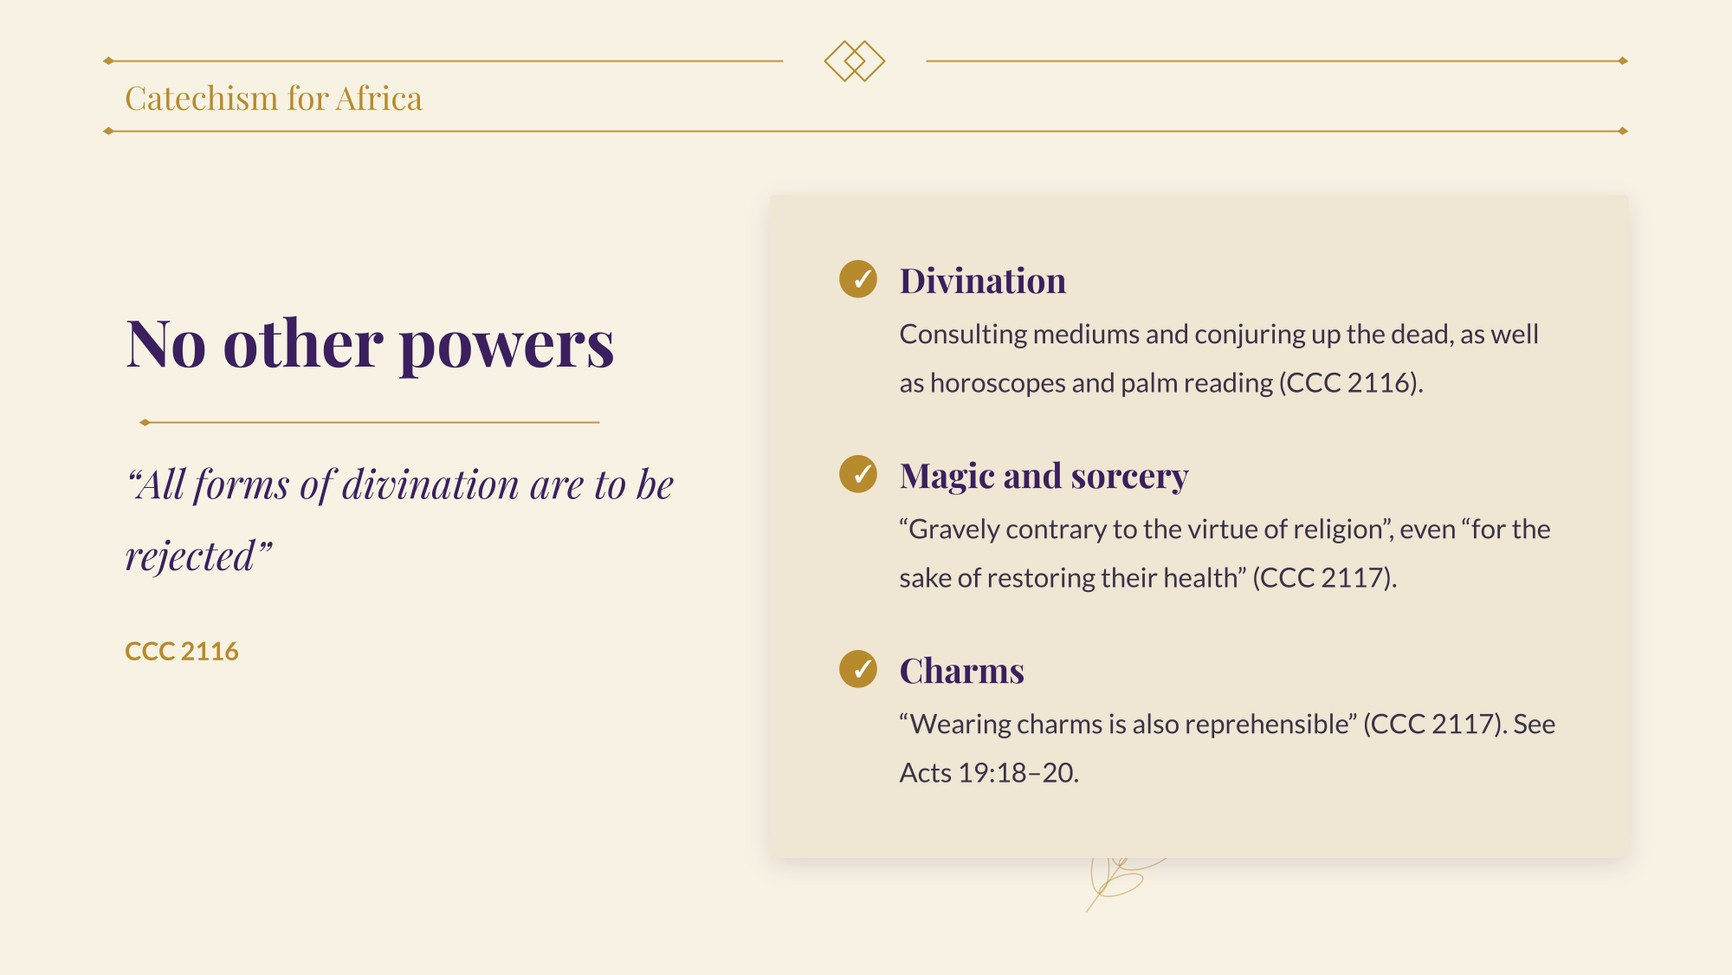 Catechism for Africa
No other powers
“All forms of divination are to be
rejected”
CCC 2116
Divination
Consulting mediums and conjuring up the dead, as well
as horoscopes and palm reading (CCC 2116).
Magic and sorcery
“Gravely contrary to the virtue of religion”, even “for the
sake of restoring their health” (CCC 2117).
Charms
“Wearing charms is also reprehensible” (CCC 2117). See
Acts 19:18–20.